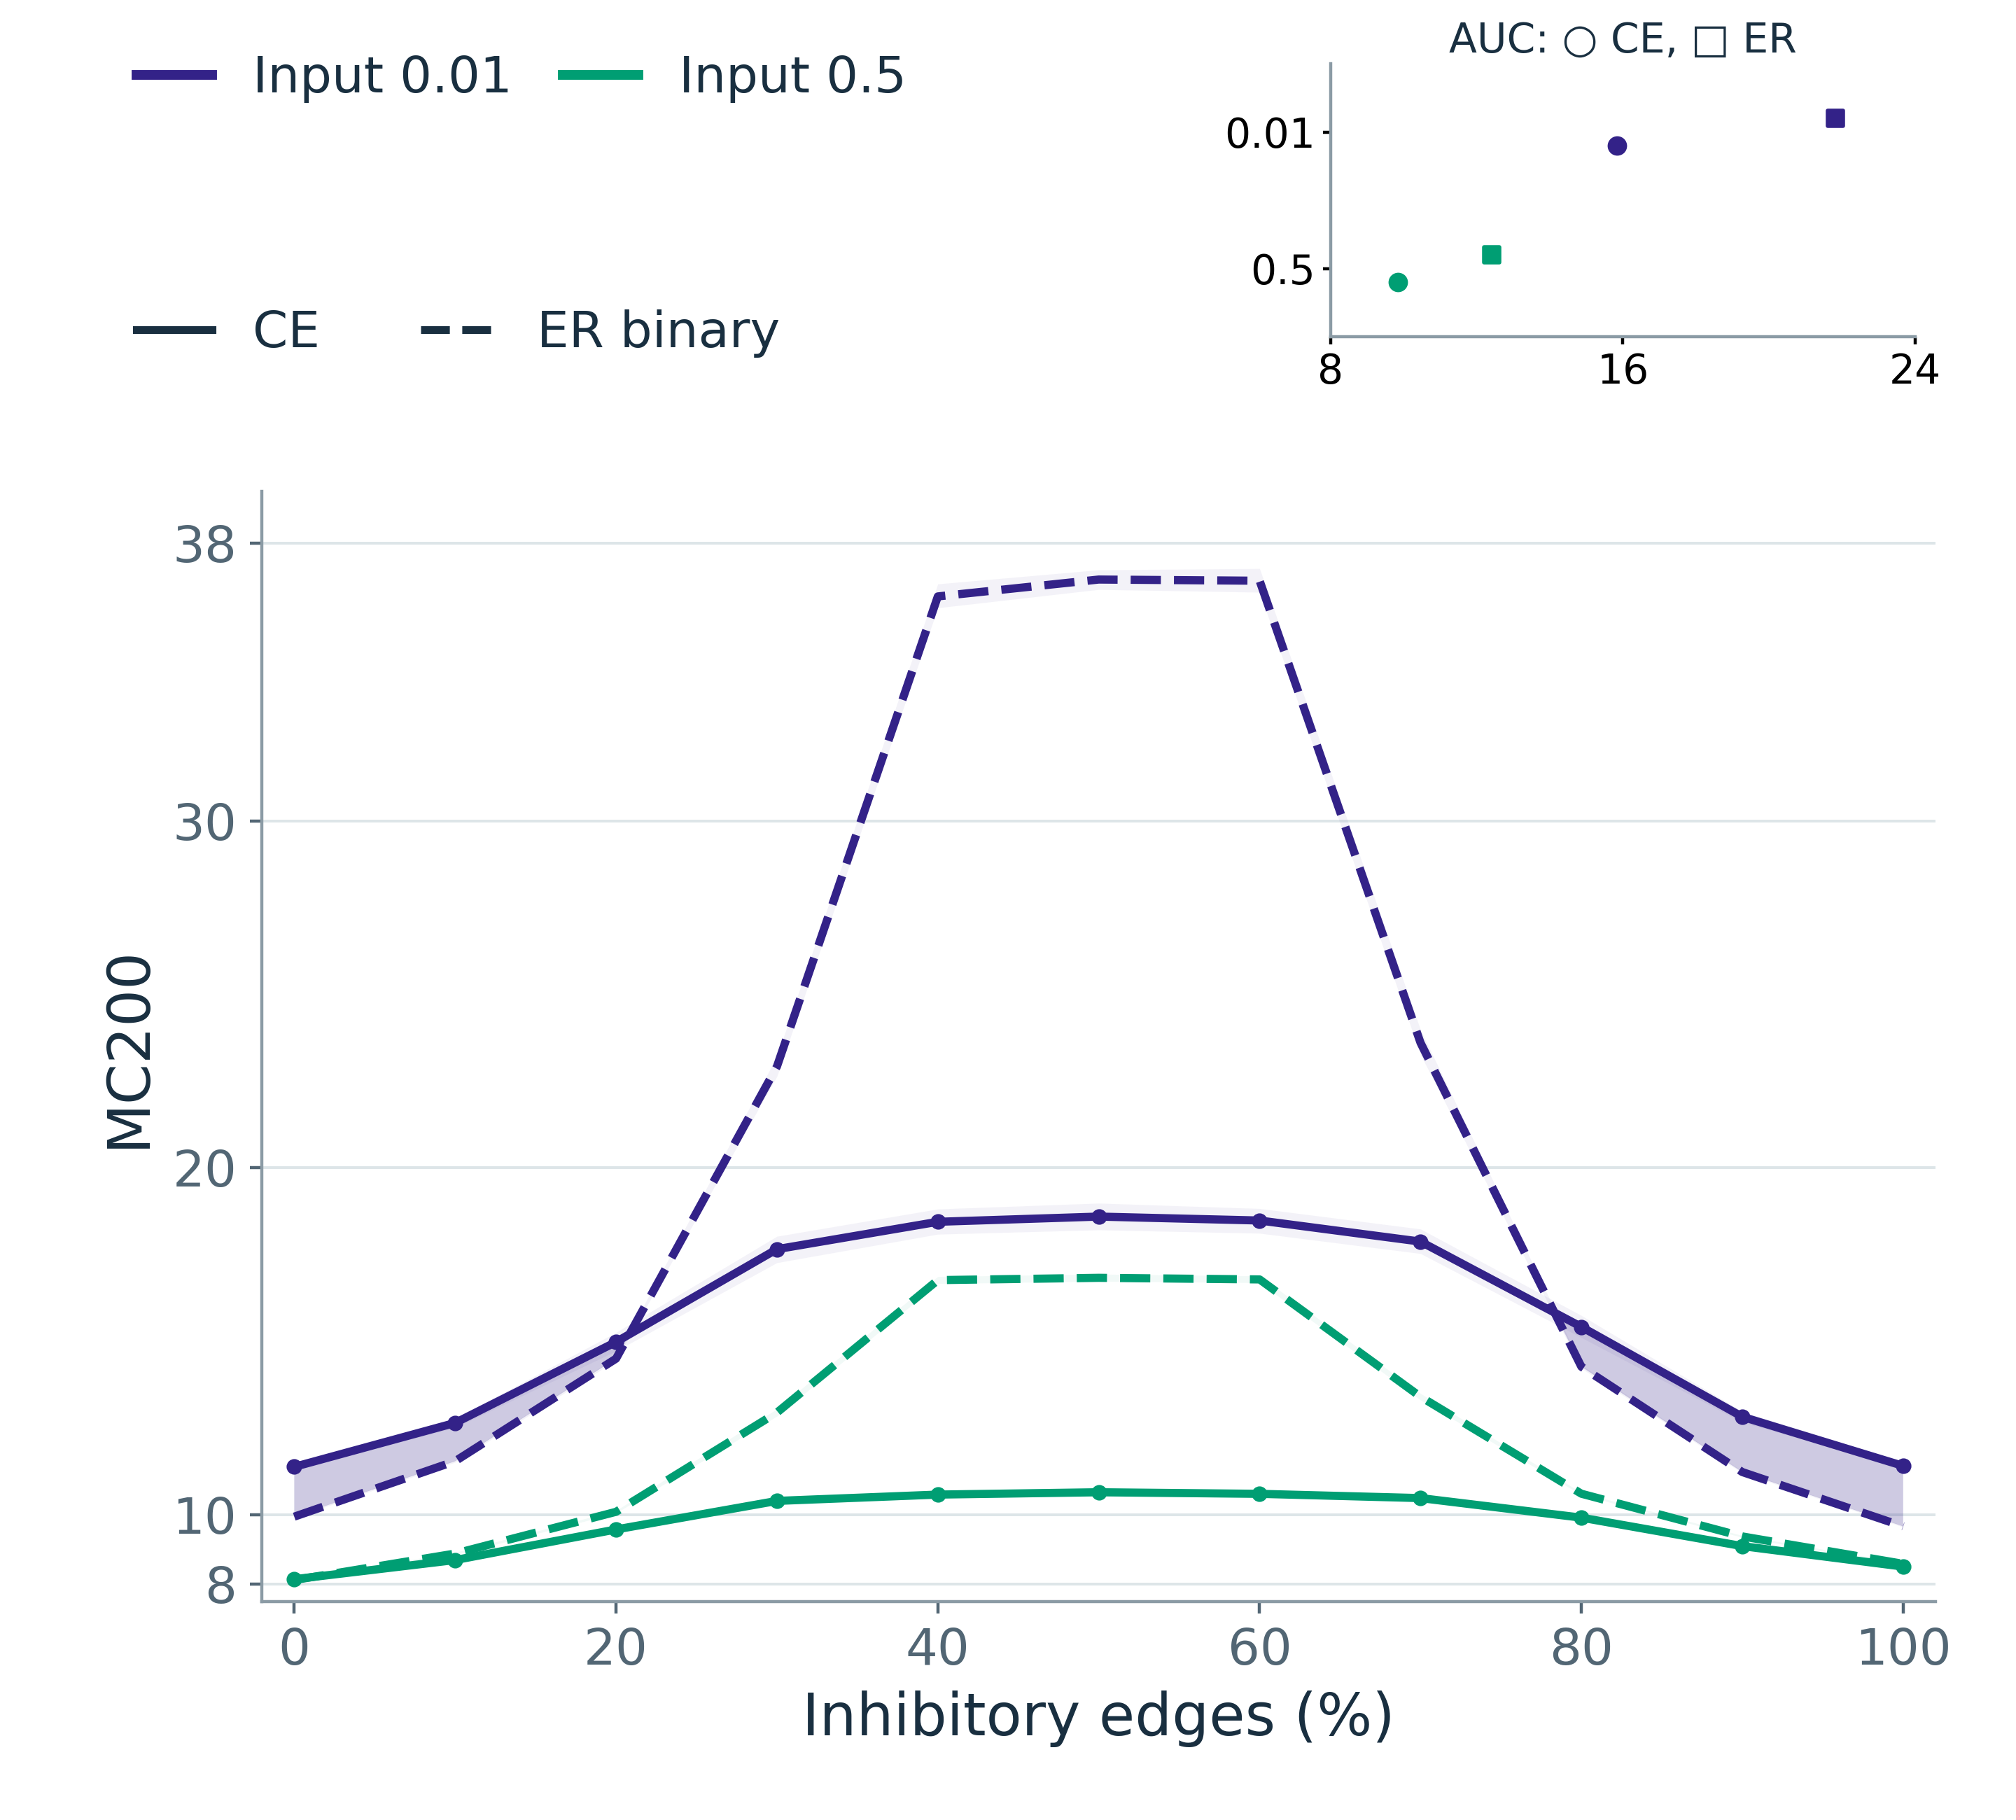 Input 0.01 Input 0.5
CE ER binary
AUC: ○ CE, □ ER
0.01
0.5
8 16 24
38
30
20
10
8
MC200
0 20 40 60 80 100
Inhibitory edges (%)